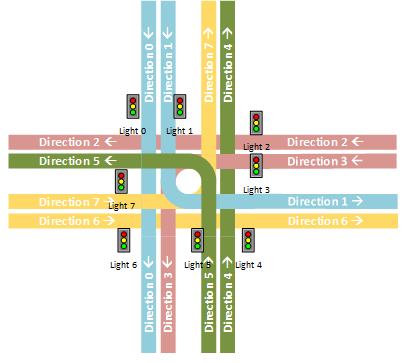 Direction 0 ←
Direction 1 ←
Direction 7 →
Direction 4 →
Light 0
Light 1
Light 2
Direction 2 ←
Direction 2 ←
Direction 5 ←
Direction 3 ←
Light 7
Light 3
Direction 7 →
Direction 1 →
Direction 6 →
Direction 6 →
Light 6
Light 5
Light 4
Direction 0 ←
Direction 3 ←
Direction 5 →
Direction 4 →